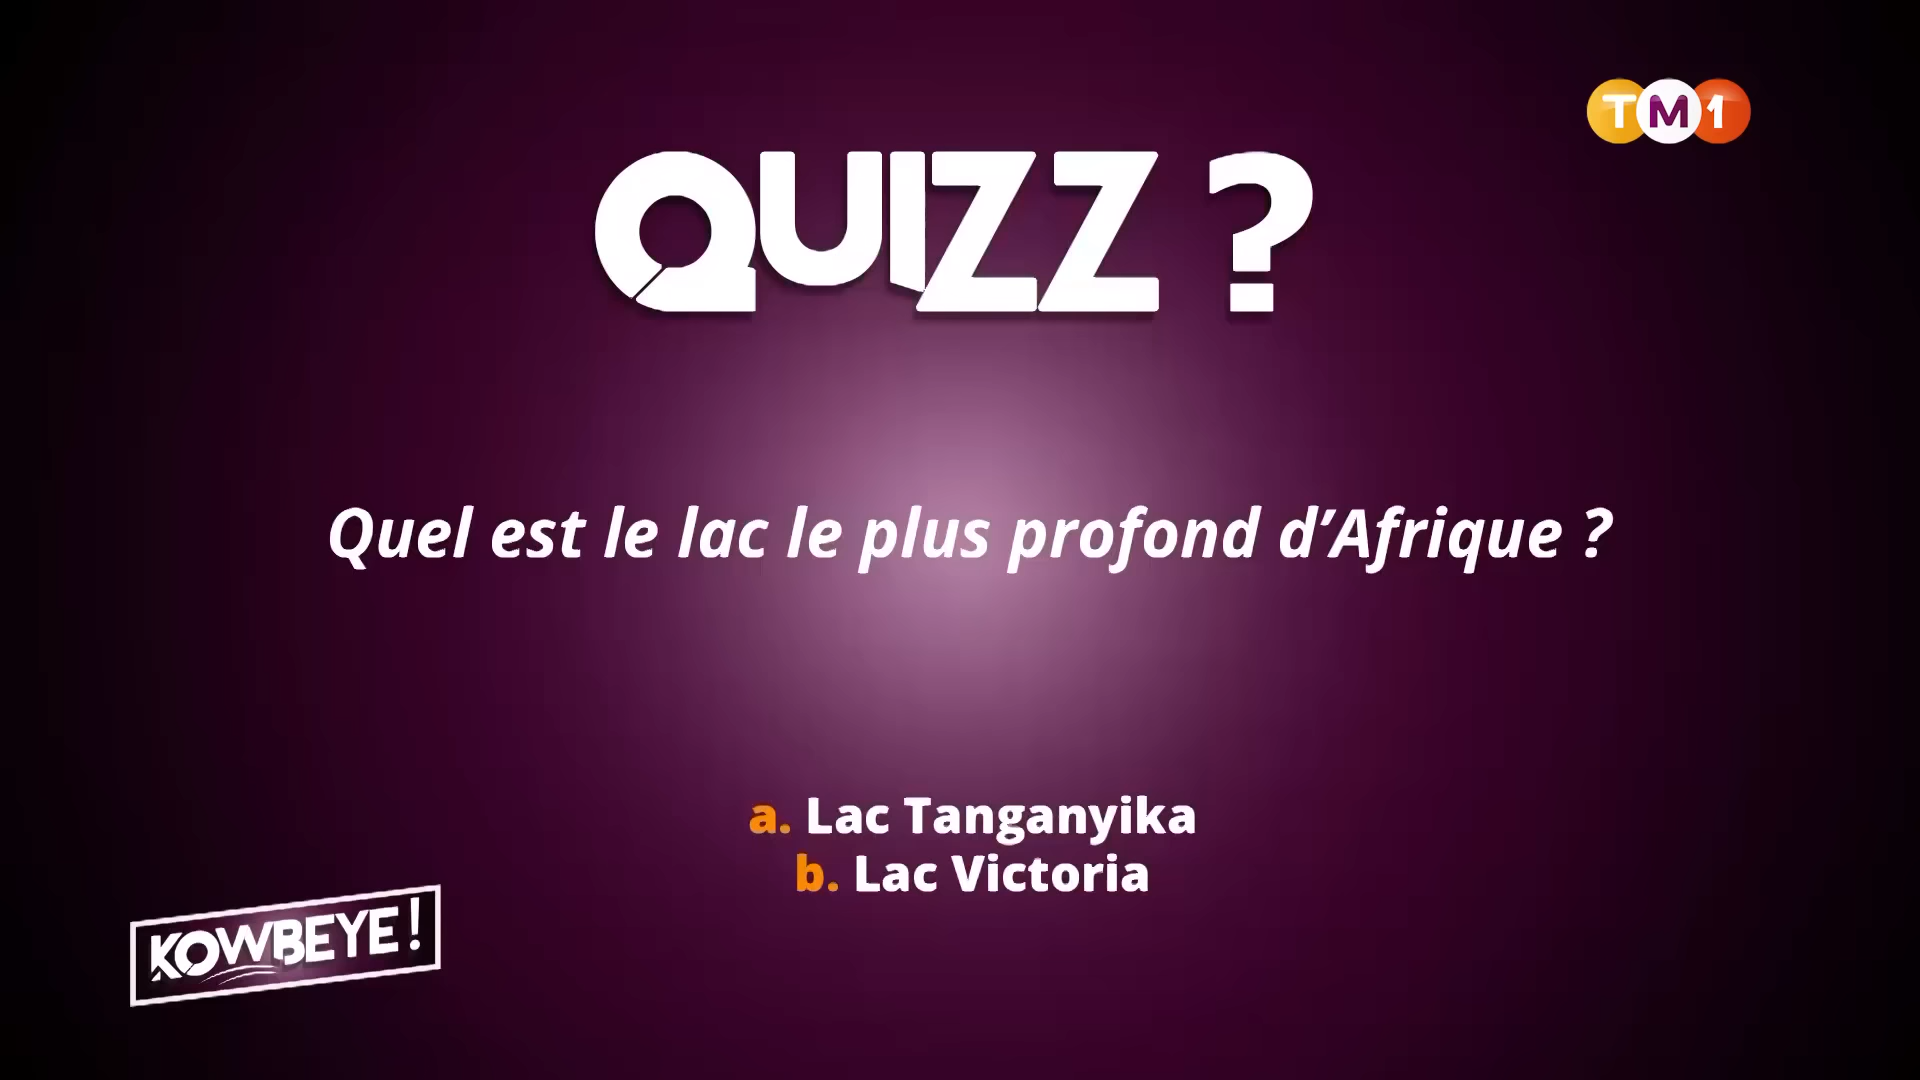 TM1
QUIZZ ?
Quel est le lac le plus profond d’Afrique ?
a. Lac Tanganyika
b. Lac Victoria
KOWBEYE !